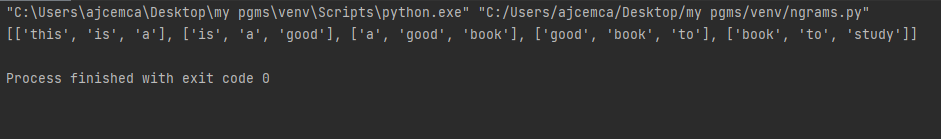 "C:\Users\ajcemca\Desktop\my pgms\venv\Scripts\python.exe" "C:/Users/ajcemca/Desktop/my pgms/venv/ngrams.py"
[['this', 'is', 'a'], ['is', 'a', 'good'], ['a', 'good', 'book'], ['good', 'book', 'to'], ['book', 'to', 'study']]
Process finished with exit code 0